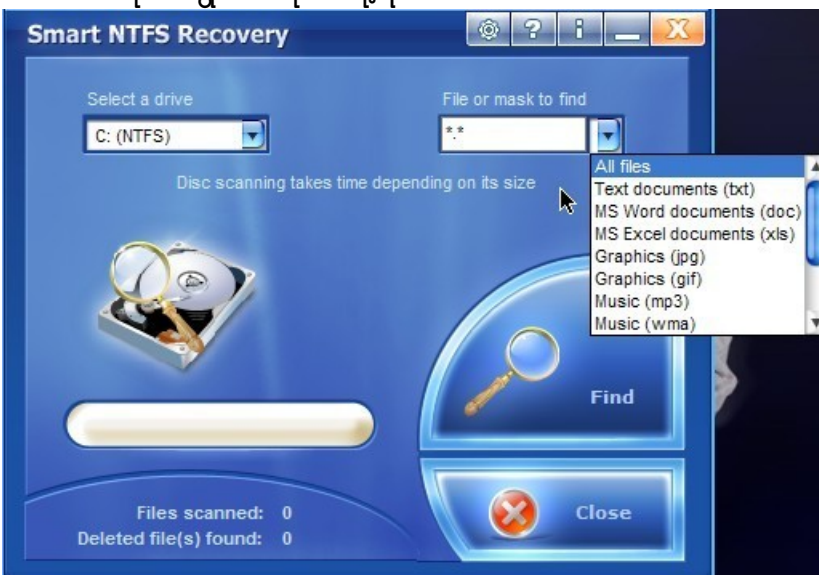 Smart NTFS Recovery
Select a drive
File or mask to find
C: (NTFS)
*.*
Disc scanning takes time depending on its size
All files
Text documents (txt)
MS Word documents (doc)
MS Excel documents (xls)
Graphics (jpg)
Graphics (gif)
Music (mp3)
Music (wma)
Find
Close
Files scanned: 0
Deleted file(s) found: 0